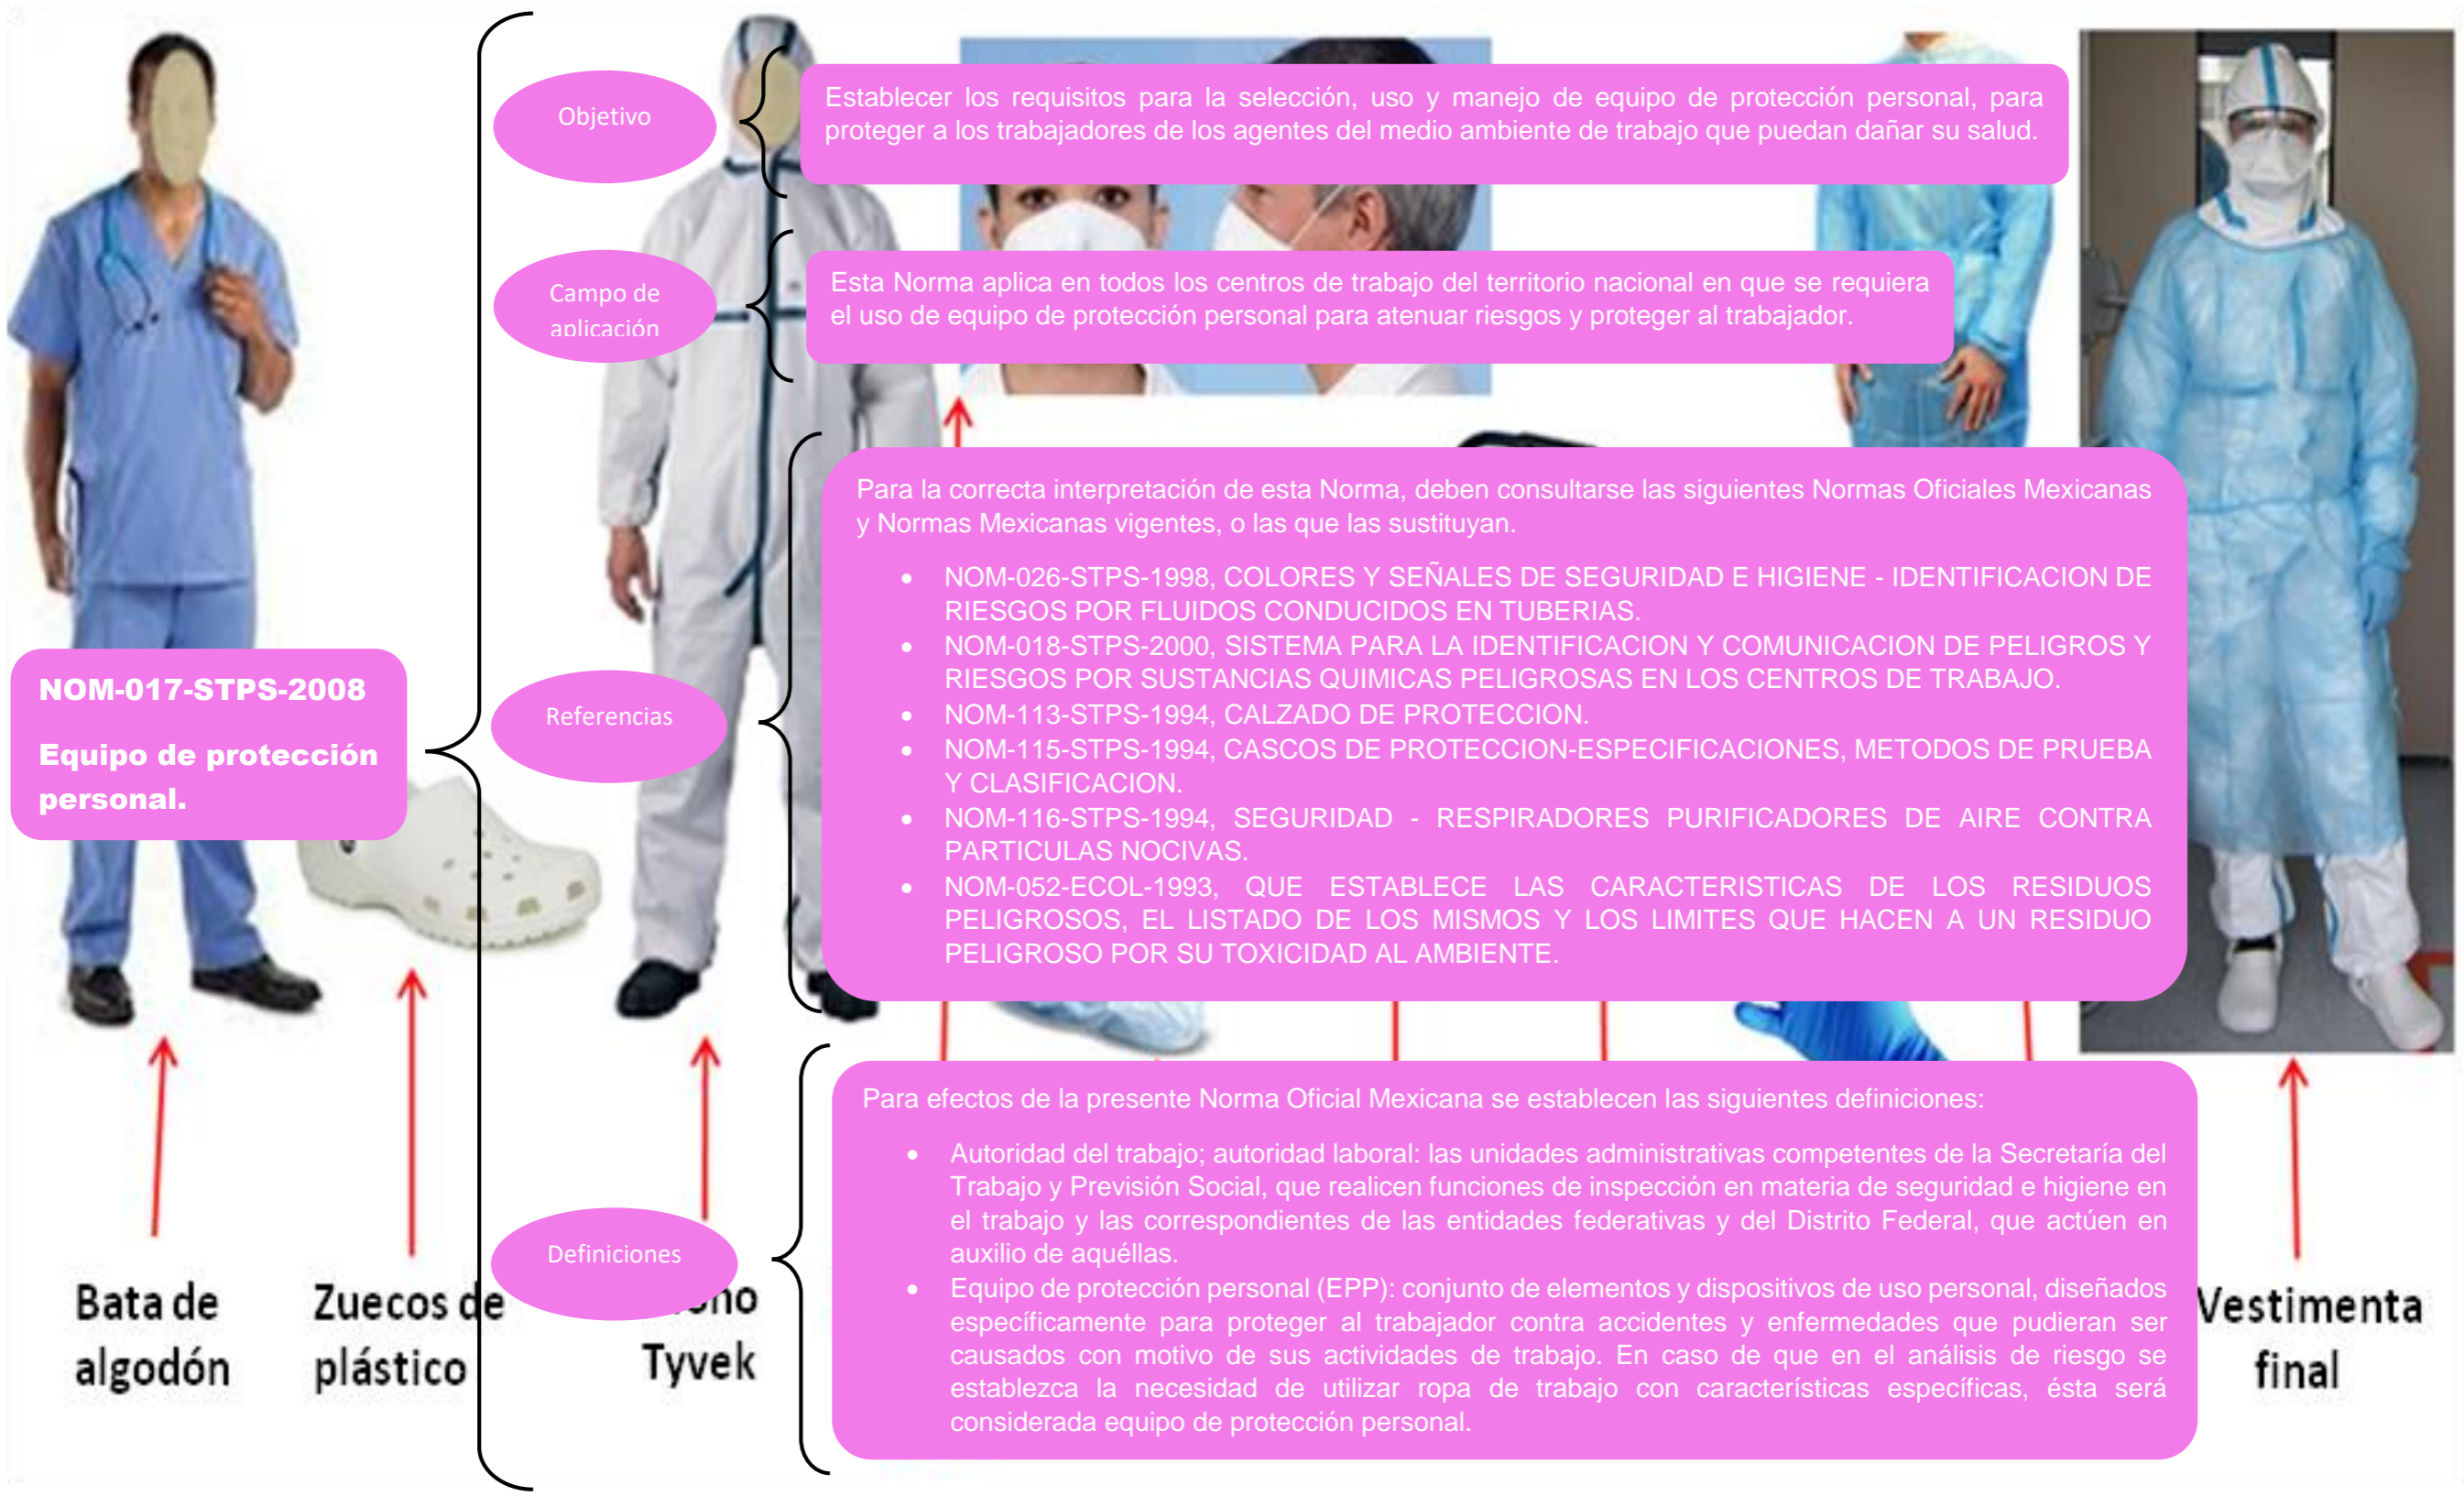 NOM-017-STPS-2008
Equipo de protección
personal.
Objetivo
Establecer los requisitos para la selección, uso y manejo de equipo de protección personal, para
proteger a los trabajadores de los agentes del medio ambiente de trabajo que puedan dañar su salud.
Campo de
aplicación
Esta Norma aplica en todos los centros de trabajo del territorio nacional en que se requiera
el uso de equipo de protección personal para atenuar riesgos y proteger al trabajador.
Referencias
Para la correcta interpretación de esta Norma, deben consultarse las siguientes Normas Oficiales Mexicanas
y Normas Mexicanas vigentes, o las que las sustituyan.
• NOM-026-STPS-1998, COLORES Y SEÑALES DE SEGURIDAD E HIGIENE - IDENTIFICACION DE
RIESGOS POR FLUIDOS CONDUCIDOS EN TUBERIAS.
• NOM-018-STPS-2000, SISTEMA PARA LA IDENTIFICACION Y COMUNICACION DE PELIGROS Y
RIESGOS POR SUSTANCIAS QUIMICAS PELIGROSAS EN LOS CENTROS DE TRABAJO.
• NOM-113-STPS-1994, CALZADO DE PROTECCION.
• NOM-115-STPS-1994, CASCOS DE PROTECCION-ESPECIFICACIONES, METODOS DE PRUEBA
Y CLASIFICACION.
• NOM-116-STPS-1994, SEGURIDAD - RESPIRADORES PURIFICADORES DE AIRE CONTRA
PARTICULAS NOCIVAS.
• NOM-052-ECOL-1993, QUE ESTABLECE LAS CARACTERISTICAS DE LOS RESIDUOS
PELIGROSOS, EL LISTADO DE LOS MISMOS Y LOS LIMITES QUE HACEN A UN RESIDUO
PELIGROSO POR SU TOXICIDAD AL AMBIENTE.
Definiciones
Para efectos de la presente Norma Oficial Mexicana se establecen las siguientes definiciones:
• Autoridad del trabajo; autoridad laboral: las unidades administrativas competentes de la Secretaría del
Trabajo y Previsión Social, que realicen funciones de inspección en materia de seguridad e higiene en
el trabajo y las correspondientes de las entidades federativas y del Distrito Federal, que actúen en
auxilio de aquéllas.
• Equipo de protección personal (EPP): conjunto de elementos y dispositivos de uso personal, diseñados
específicamente para proteger al trabajador contra accidentes y enfermedades que pudieran ser
causados con motivo de sus actividades de trabajo. En caso de que en el análisis de riesgo se
establezca la necesidad de utilizar ropa de trabajo con características específicas, ésta será
considerada equipo de protección personal.
Bata de
algodón
Zuecos de
plástico
Tyvek
Vestimenta
final